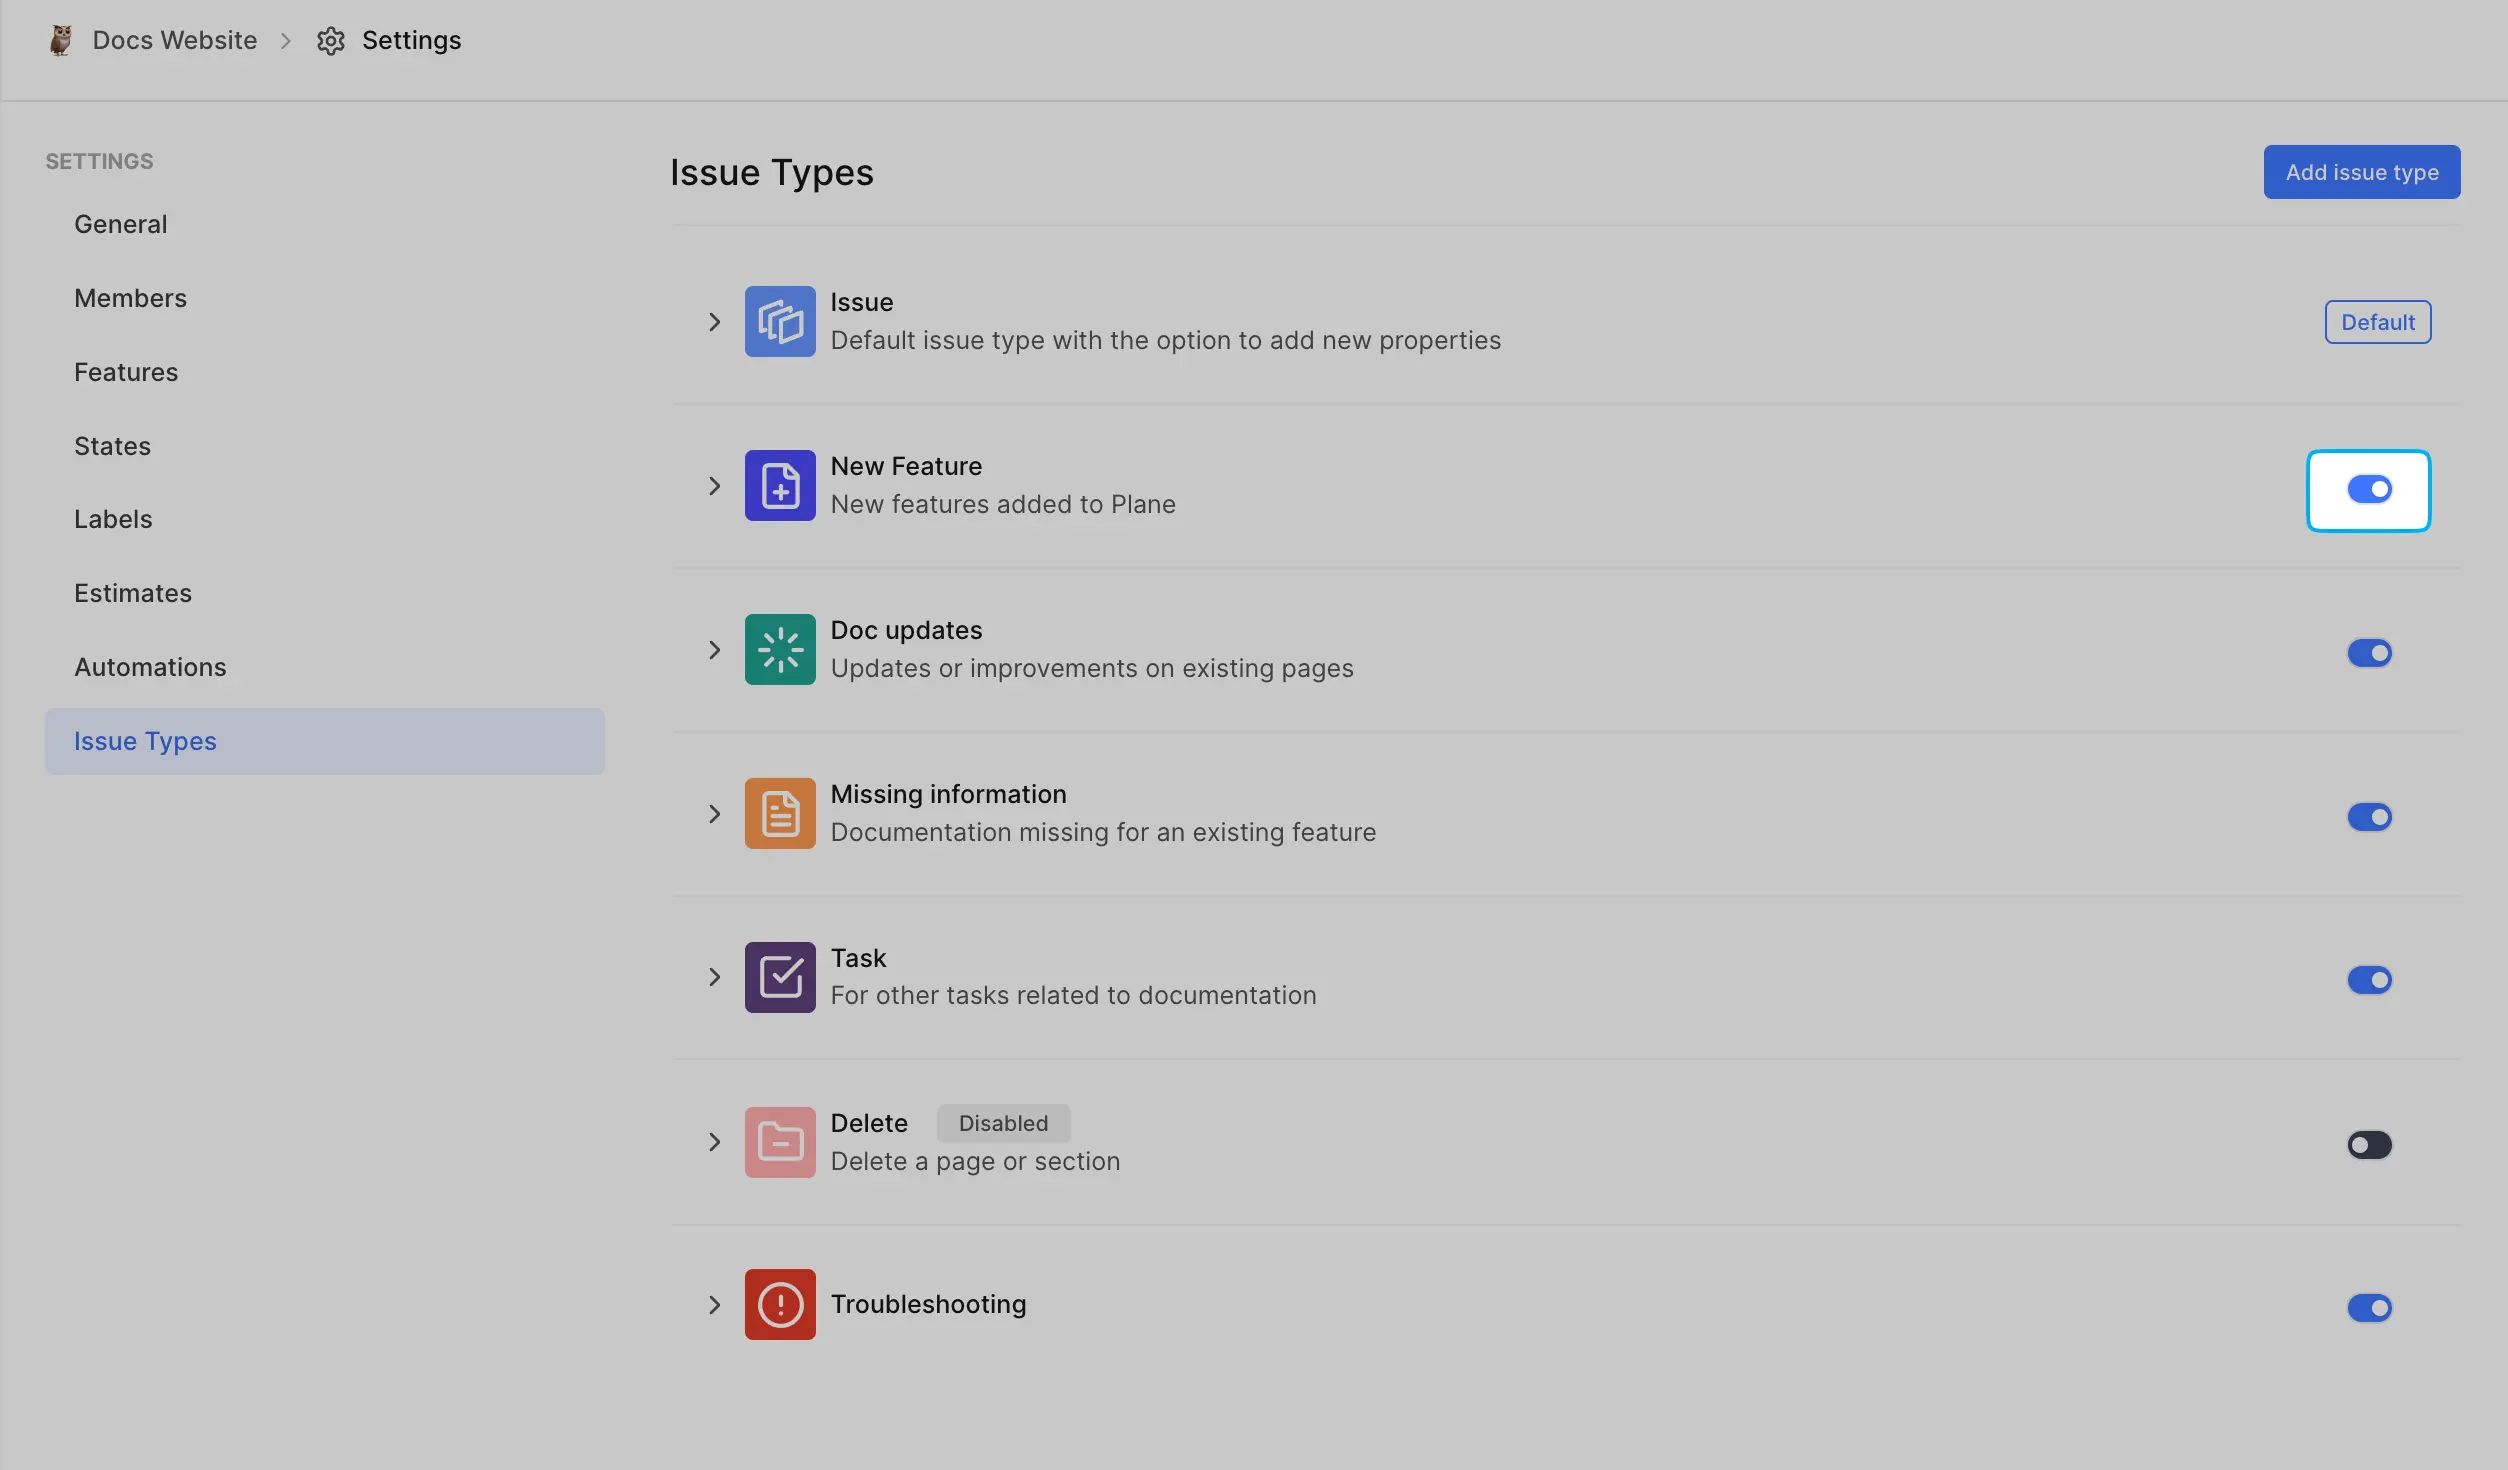 Docs Website
Settings
SETTINGS
General
Members
Features
States
Labels
Estimates
Automations
Issue Types
Issue Types
Add issue type
Issue
Default issue type with the option to add new properties
Default
New Feature
New features added to Plane
Doc updates
Updates or improvements on existing pages
Missing information
Documentation missing for an existing feature
Task
For other tasks related to documentation
Delete Disabled
Delete a page or section
Troubleshooting